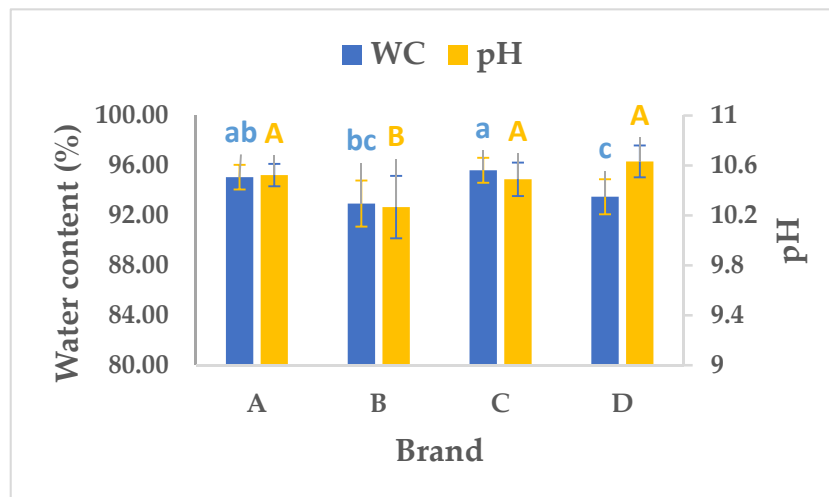 WC pH
100.00
96.00
92.00
88.00
84.00
80.00
Water content (%)
ab A bc B a A c A
11
10.6
10.2
9.8
9.4
9
pH
A B C D
Brand